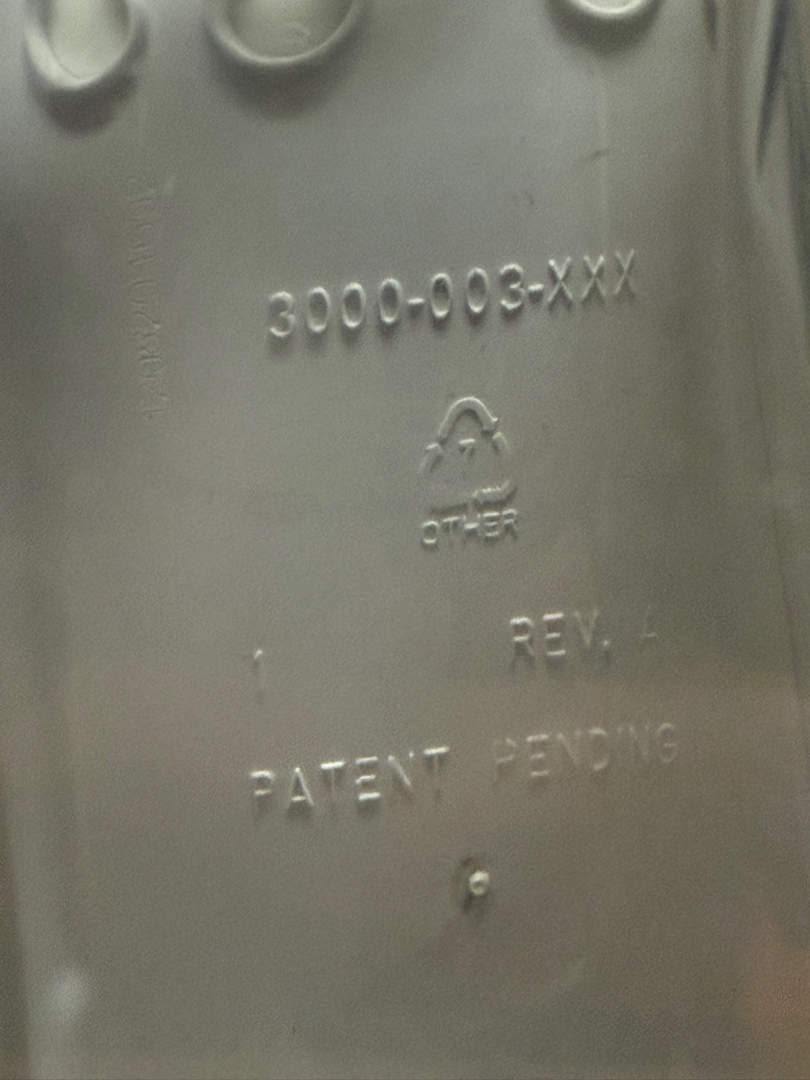 3000-003-XXX
7
OTHER
1 REV. A
PATENT PENDING